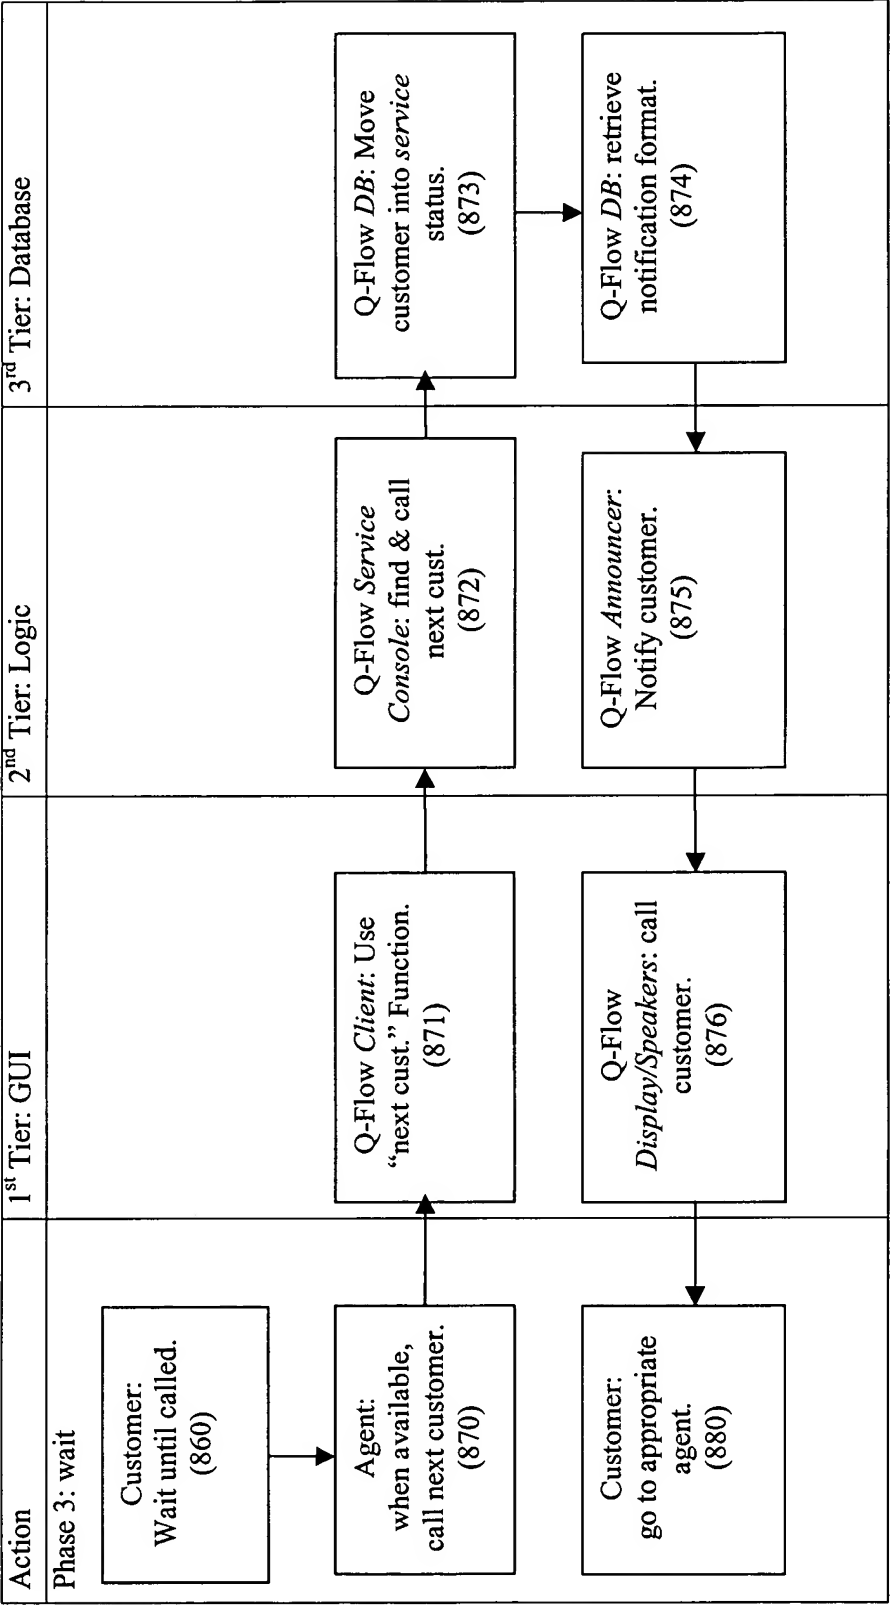 Action
1st Tier: GUI
2nd Tier: Logic
3rd Tier: Database
Phase 3: wait
Customer:
Wait until called.
(860)
Agent:
when available,
call next customer.
(870)
Q-Flow Client: Use
“next cust.” Function.
(871)
Q-Flow Service
Console: find & call
next cust.
(872)
Q-Flow DB: Move
customer into service
status.
(873)
Q-Flow DB: retrieve
notification format.
(874)
Q-Flow Announcer:
Notify customer.
(875)
Q-Flow
Display/Speakers: call
customer.
(876)
Customer:
go to appropriate
agent.
(880)